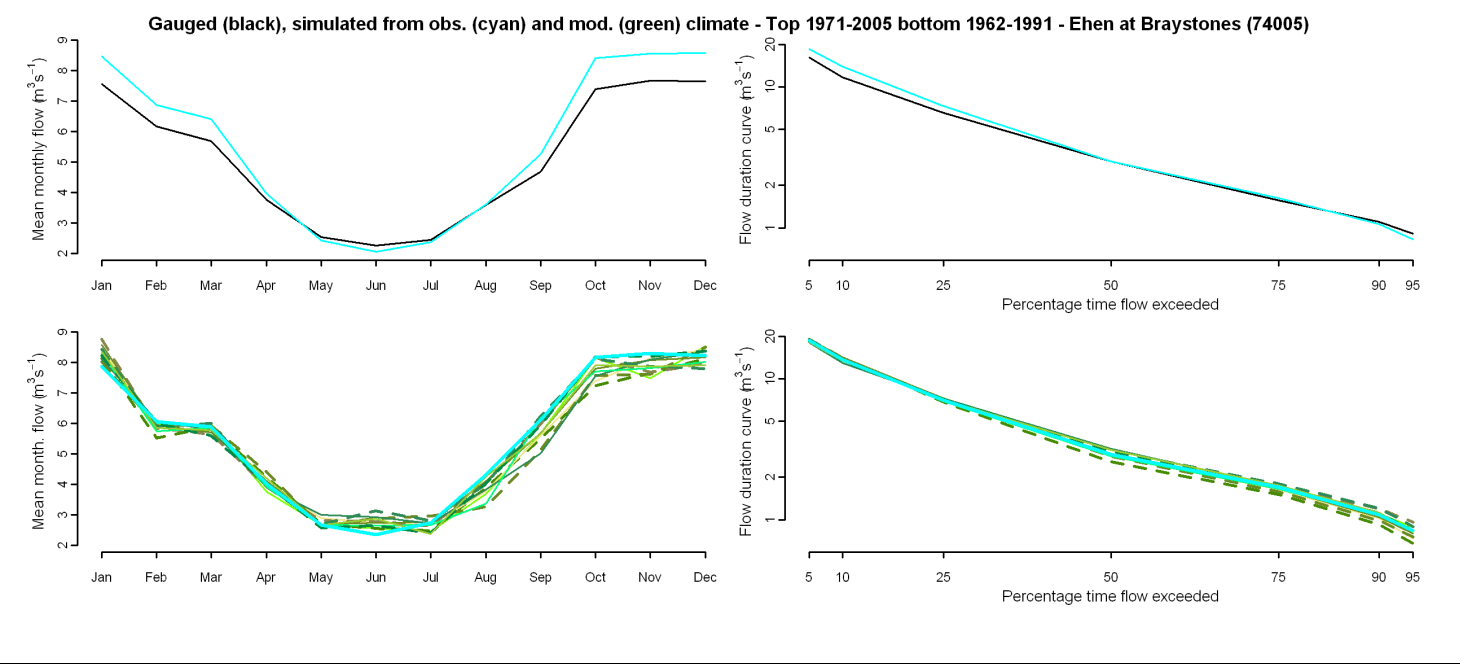 Gauged (black), simulated from obs. (cyan) and mod. (green) climate - Top 1971-2005 bottom 1962-1991 - Ehen at Braystones (74005)
Mean monthly flow (m³s⁻¹)
9
8
7
6
5
4
3
2
Jan Feb Mar Apr May Jun Jul Aug Sep Oct Nov Dec
Flow duration curve (m³s⁻¹)
20
10
5
2
1
5 10 25 50 75 90 95
Percentage time flow exceeded
Mean month. flow (m³s⁻¹)
9
8
7
6
5
4
3
2
Jan Feb Mar Apr May Jun Jul Aug Sep Oct Nov Dec
Flow duration curve (m³s⁻¹)
20
10
5
2
1
5 10 25 50 75 90 95
Percentage time flow exceeded